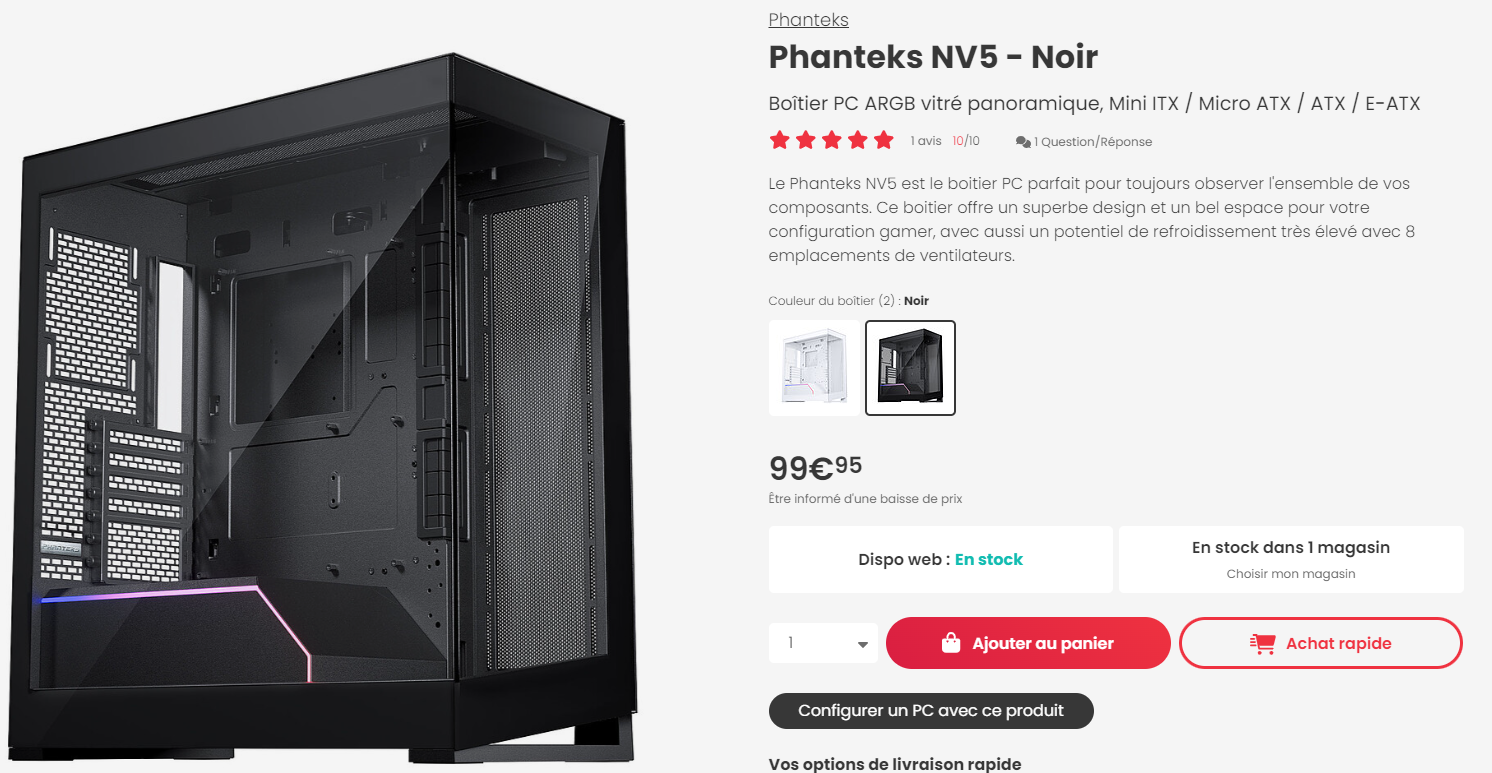 Phanteks
Phanteks NV5 - Noir
Boîtier PC ARGB vitré panoramique, Mini ITX / Micro ATX / ATX / E-ATX
1 avis 10/10 1 Question/Réponse
Le Phanteks NV5 est le boitier PC parfait pour toujours observer l'ensemble de vos
composants. Ce boitier offre un superbe design et un bel espace pour votre
configuration gamer, avec aussi un potentiel de refroidissement très élevé avec 8
emplacements de ventilateurs.
Couleur du boîtier (2) : Noir
99€95
Être informé d'une baisse de prix
Dispo web : En stock
En stock dans 1 magasin
Choisir mon magasin
1
Ajouter au panier
Achat rapide
Configurer un PC avec ce produit
Vos options de livraison rapide